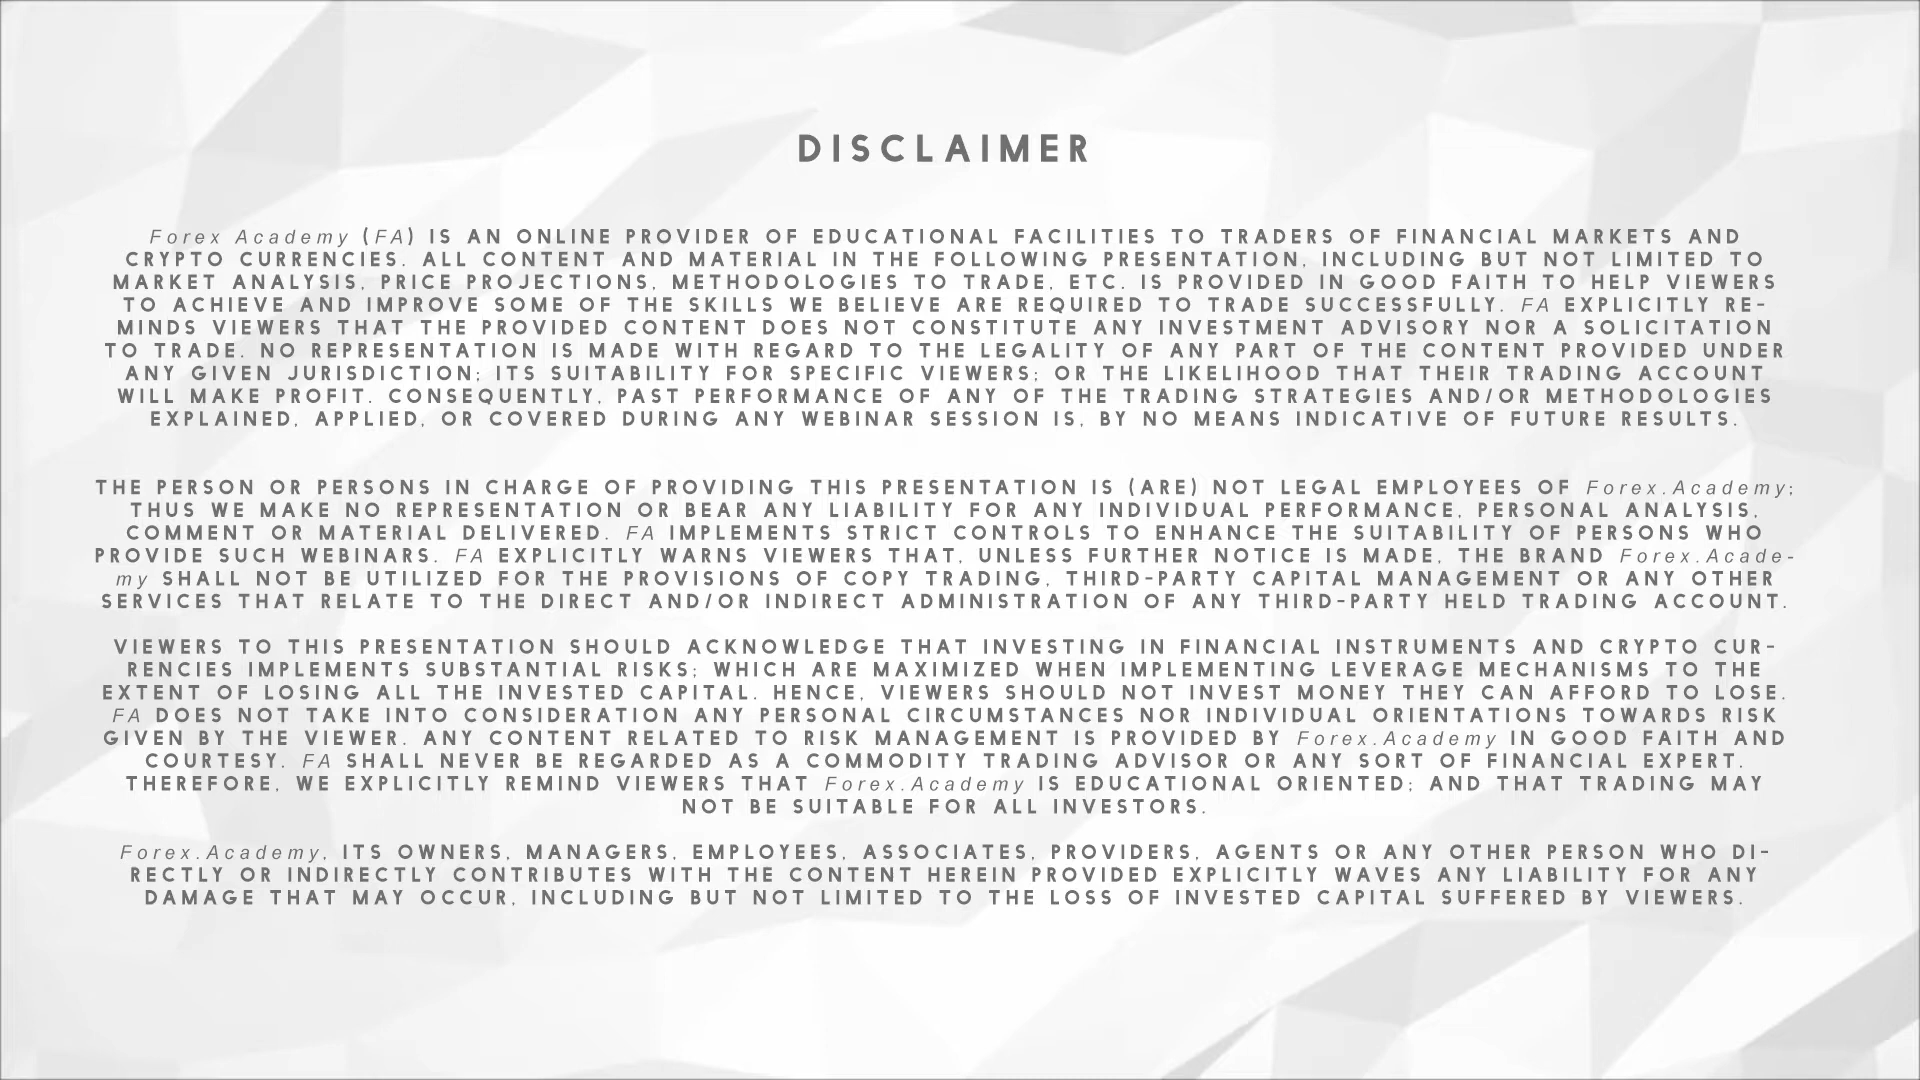 DISCLAIMER
Forex Academy (FA) IS AN ONLINE PROVIDER OF EDUCATIONAL FACILITIES TO TRADERS OF FINANCIAL MARKETS AND
CRYPTO CURRENCIES. ALL CONTENT AND MATERIAL IN THE FOLLOWING PRESENTATION, INCLUDING BUT NOT LIMITED TO
MARKET ANALYSIS, PRICE PROJECTIONS, METHODOLOGIES TO TRADE, ETC. IS PROVIDED IN GOOD FAITH TO HELP VIEWERS
TO ACHIEVE AND IMPROVE SOME OF THE SKILLS WE BELIEVE ARE REQUIRED TO TRADE SUCCESSFULLY. FA EXPLICITLY RE-
MINDS VIEWERS THAT THE PROVIDED CONTENT DOES NOT CONSTITUTE ANY INVESTMENT ADVISORY NOR A SOLICITATION
TO TRADE. NO REPRESENTATION IS MADE WITH REGARD TO THE LEGALITY OF ANY PART OF THE CONTENT PROVIDED UNDER
ANY GIVEN JURISDICTION; ITS SUITABILITY FOR SPECIFIC VIEWERS; OR THE LIKELIHOOD THAT THEIR TRADING ACCOUNT
WILL MAKE PROFIT. CONSEQUENTLY, PAST PERFORMANCE OF ANY OF THE TRADING STRATEGIES AND/OR METHODOLOGIES
EXPLAINED, APPLIED, OR COVERED DURING ANY WEBINAR SESSION IS, BY NO MEANS INDICATIVE OF FUTURE RESULTS.
THE PERSON OR PERSONS IN CHARGE OF PROVIDING THIS PRESENTATION IS (ARE) NOT LEGAL EMPLOYEES OF Forex.Academy;
THUS WE MAKE NO REPRESENTATION OR BEAR ANY LIABILITY FOR ANY INDIVIDUAL PERFORMANCE, PERSONAL ANALYSIS,
COMMENT OR MATERIAL DELIVERED. FA IMPLEMENTS STRICT CONTROLS TO ENHANCE THE SUITABILITY OF PERSONS WHO
PROVIDE SUCH WEBINARS. FA EXPLICITLY WARNS VIEWERS THAT, UNLESS FURTHER NOTICE IS MADE, THE BRAND Forex.Acade-
my SHALL NOT BE UTILIZED FOR THE PROVISIONS OF COPY TRADING, THIRD-PARTY CAPITAL MANAGEMENT OR ANY OTHER
SERVICES THAT RELATE TO THE DIRECT AND/OR INDIRECT ADMINISTRATION OF ANY THIRD-PARTY HELD TRADING ACCOUNT.
VIEWERS TO THIS PRESENTATION SHOULD ACKNOWLEDGE THAT INVESTING IN FINANCIAL INSTRUMENTS AND CRYPTO CUR-
RENCIES IMPLEMENTS SUBSTANTIAL RISKS; WHICH ARE MAXIMIZED WHEN IMPLEMENTING LEVERAGE MECHANISMS TO THE
EXTENT OF LOSING ALL THE INVESTED CAPITAL. HENCE, VIEWERS SHOULD NOT INVEST MONEY THEY CAN AFFORD TO LOSE.
FA DOES NOT TAKE INTO CONSIDERATION ANY PERSONAL CIRCUMSTANCES NOR INDIVIDUAL ORIENTATIONS TOWARDS RISK
GIVEN BY THE VIEWER. ANY CONTENT RELATED TO RISK MANAGEMENT IS PROVIDED BY Forex.Academy IN GOOD FAITH AND
COURTESY. FA SHALL NEVER BE REGARDED AS A COMMODITY TRADING ADVISOR OR ANY SORT OF FINANCIAL EXPERT.
THEREFORE, WE EXPLICITLY REMIND VIEWERS THAT Forex.Academy IS EDUCATIONAL ORIENTED; AND THAT TRADING MAY
NOT BE SUITABLE FOR ALL INVESTORS.
Forex.Academy, ITS OWNERS, MANAGERS, EMPLOYEES, ASSOCIATES, PROVIDERS, AGENTS OR ANY OTHER PERSON WHO DI-
RECTLY OR INDIRECTLY CONTRIBUTES WITH THE CONTENT HEREIN PROVIDED EXPLICITLY WAVES ANY LIABILITY FOR ANY
DAMAGE THAT MAY OCCUR, INCLUDING BUT NOT LIMITED TO THE LOSS OF INVESTED CAPITAL SUFFERED BY VIEWERS.